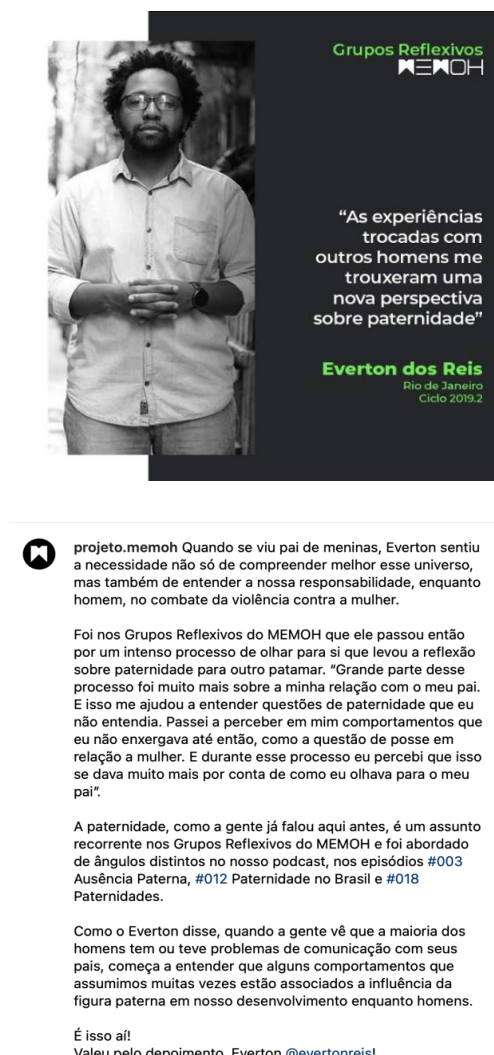 Grupos Reflexivos
MEMOH
“As experiências
trocadas com
outros homens me
trouxeram uma
nova perspectiva
sobre paternidade”
Everton dos Reis
Rio de Janeiro
Ciclo 2019.2
projeto.memoh Quando se viu pai de meninas, Everton sentiu
a necessidade não só de compreender melhor esse universo,
mas também de entender a nossa responsabilidade, enquanto
homem, no combate da violência contra a mulher.
Foi nos Grupos Reflexivos do MEMOH que ele passou então
por um intenso processo de olhar para si que levou a reflexão
sobre paternidade para outro patamar. “Grande parte desse
processo foi muito mais sobre a minha relação com o meu pai.
E isso me ajudou a entender questões de paternidade que eu
não entendia. Passei a perceber em mim comportamentos que
eu não enxergava até então, como a questão de posse em
relação a mulher. E durante esse processo eu percebi que isso
se dava muito mais por conta de como eu olhava para o meu
pai”.
A paternidade, como a gente já falou aqui antes, é um assunto
recorrente nos Grupos Reflexivos do MEMOH e foi abordado
de ângulos distintos no nosso podcast, nos episódios #003
Ausência Paterna, #012 Paternidade no Brasil e #018
Paternidades.
Como o Everton disse, quando a gente vê que a maioria dos
homens tem ou teve problemas de comunicação com seus
pais, começa a entender que alguns comportamentos que
assumimos muitas vezes estão associados a influência da
figura paterna em nosso desenvolvimento enquanto homens.
É isso aí!
Valeu pelo depoimento, Everton @evertonreis!